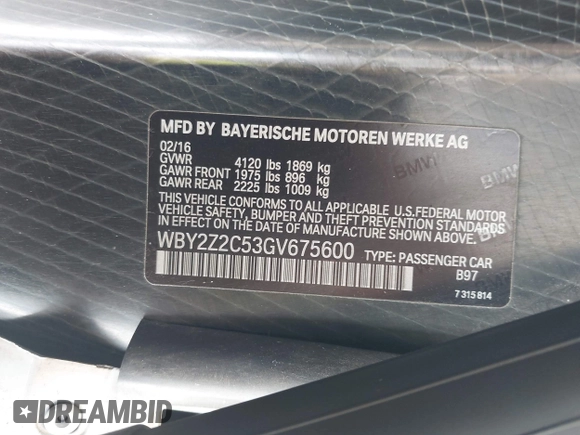 MFD BY BAYERISCHE MOTOREN WERKE AG
02/16
GVWR 4120 lbs 1869 kg
GAWR FRONT 1975 lbs 896 kg
GAWR REAR 2225 lbs 1009 kg
THIS VEHICLE CONFORMS TO ALL APPLICABLE U.S.FEDERAL MOTOR
VEHICLE SAFETY, BUMPER AND THEFT PREVENTION STANDARDS
IN EFFECT ON THE DATE OF MANUFACTURE SHOWN ABOVE.
WBY2Z2C53GV675600 TYPE: PASSENGER CAR
B97
7 315 814
BMW
BMW
BMW
DREAMBID